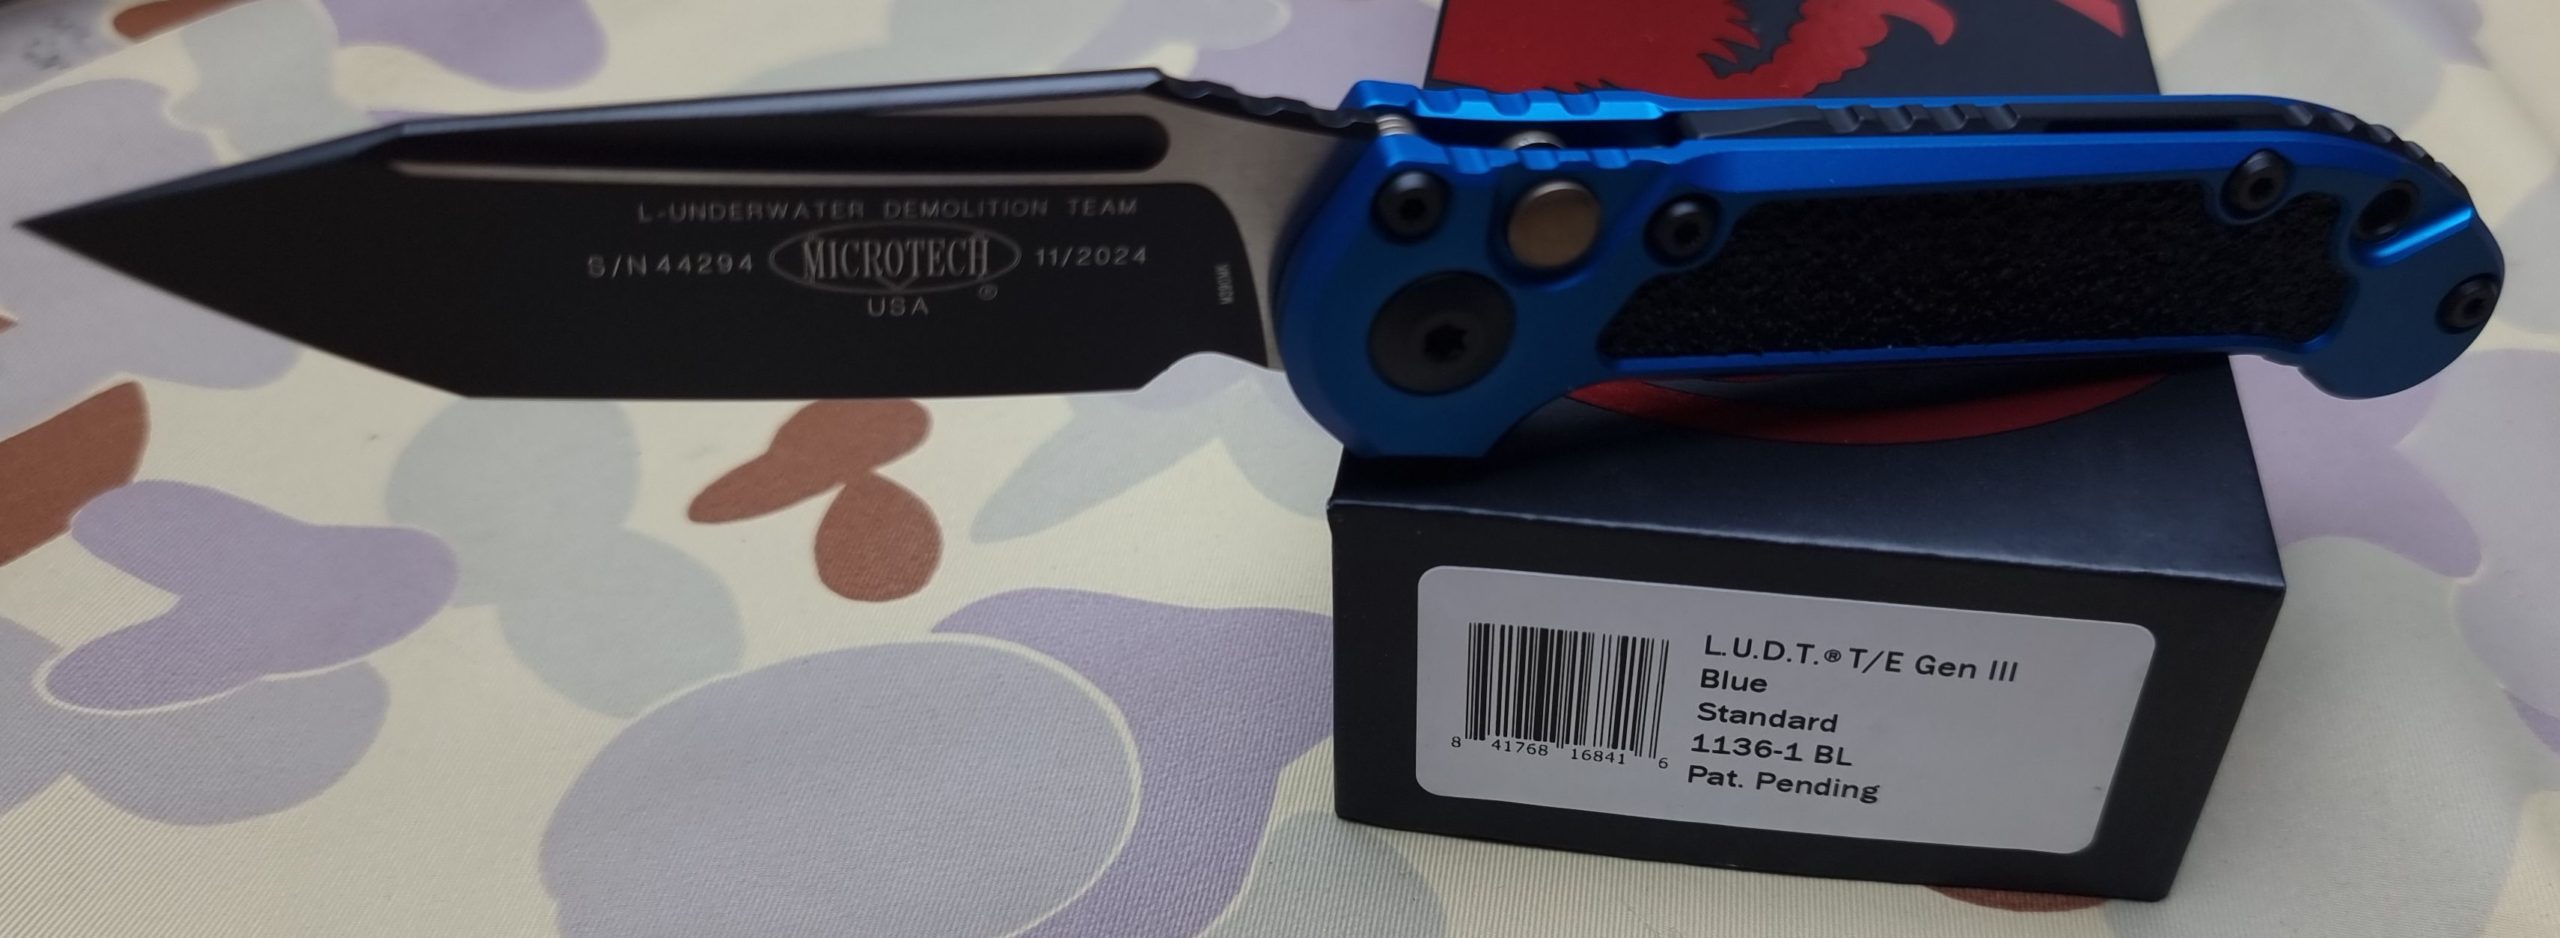 L-UNDERWATER DEMOLITION TEAM
S/N 44294 MICROTECH® 11/2024
USA
M390MK
L.U.D.T.® T/E Gen III
Blue
Standard
1136-1 BL
Pat. Pending
8 41768 16841 6